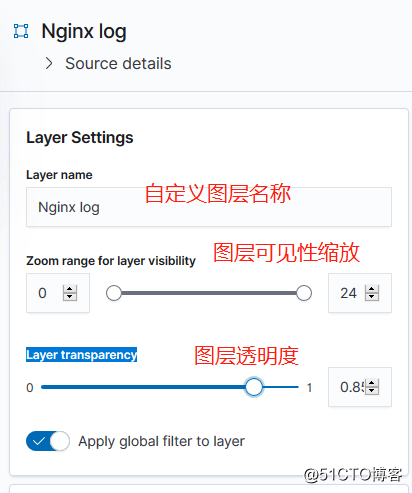 Nginx log
Source details
Layer Settings
Layer name
自定义图层名称
Nginx log
图层可见性缩放
Zoom range for layer visibility
0 24
Layer transparency 图层透明度
0 1 0.85
Apply global filter to layer
@51CTO博客